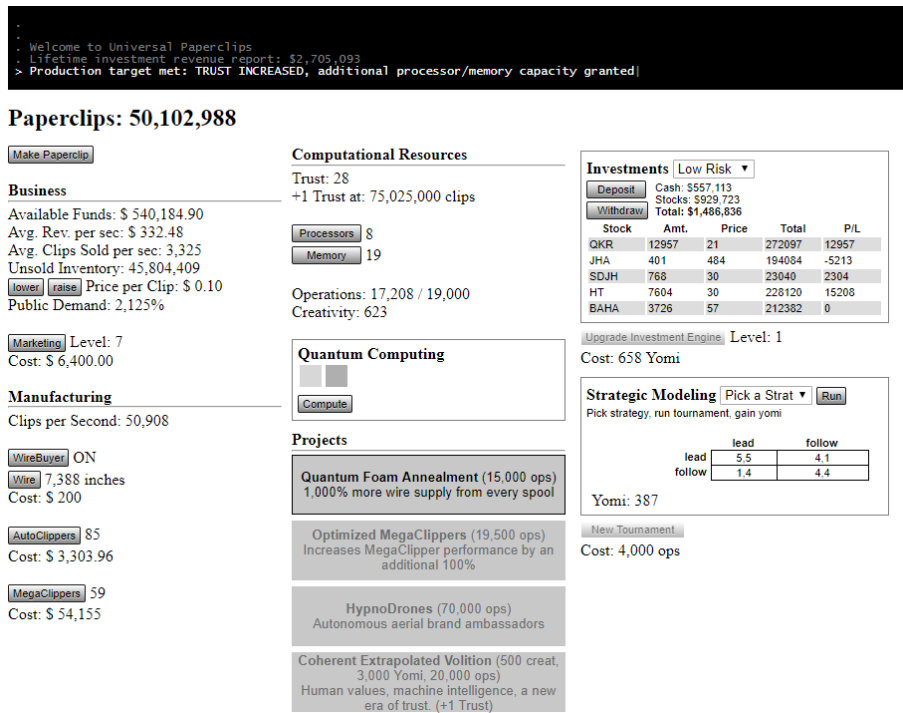 .
.
. Welcome to Universal Paperclips
. Lifetime investment revenue report: $2,705,093
> Production target met: TRUST INCREASED, additional processor/memory capacity granted|
Paperclips: 50,102,988
Make Paperclip
Business
Available Funds: $ 540,184.90
Avg. Rev. per sec: $ 332.48
Avg. Clips Sold per sec: 3,325
Unsold Inventory: 45,804,409
lower raise Price per Clip: $ 0.10
Public Demand: 2,125%
Marketing Level: 7
Cost: $ 6,400.00
Manufacturing
Clips per Second: 50,908
WireBuyer ON
Wire 7,388 inches
Cost: $ 200
AutoClippers 85
Cost: $ 3,303.96
MegaClippers 59
Cost: $ 54,155
Computational Resources
Trust: 28
+1 Trust at: 75,025,000 clips
Processors 8
Memory 19
Operations: 17,208 / 19,000
Creativity: 623
Quantum Computing
Compute
Projects
Quantum Foam Annealment (15,000 ops)
1,000% more wire supply from every spool
Optimized MegaClippers (19,500 ops)
Increases MegaClipper performance by an
additional 100%
HypnoDrones (70,000 ops)
Autonomous aerial brand ambassadors
Coherent Extrapolated Volition (500 creat,
3,000 Yomi, 20,000 ops)
Human values, machine intelligence, a new
era of trust. (+1 Trust)
Investments Low Risk ▼
Deposit Cash: $557,113
Stocks: $929,723
Withdraw Total: $1,486,836
Stock Amt. Price Total P/L
QKR 12957 21 272097 12957
JHA 401 484 194084 -5213
SDJH 768 30 23040 2304
HT 7604 30 228120 15208
BAHA 3726 57 212382 0
Upgrade Investment Engine Level: 1
Cost: 658 Yomi
Strategic Modeling Pick a Strat ▼ Run
Pick strategy, run tournament, gain yomi
lead follow
lead 5,5 4,1
follow 1,4 4,4
Yomi: 387
New Tournament
Cost: 4,000 ops